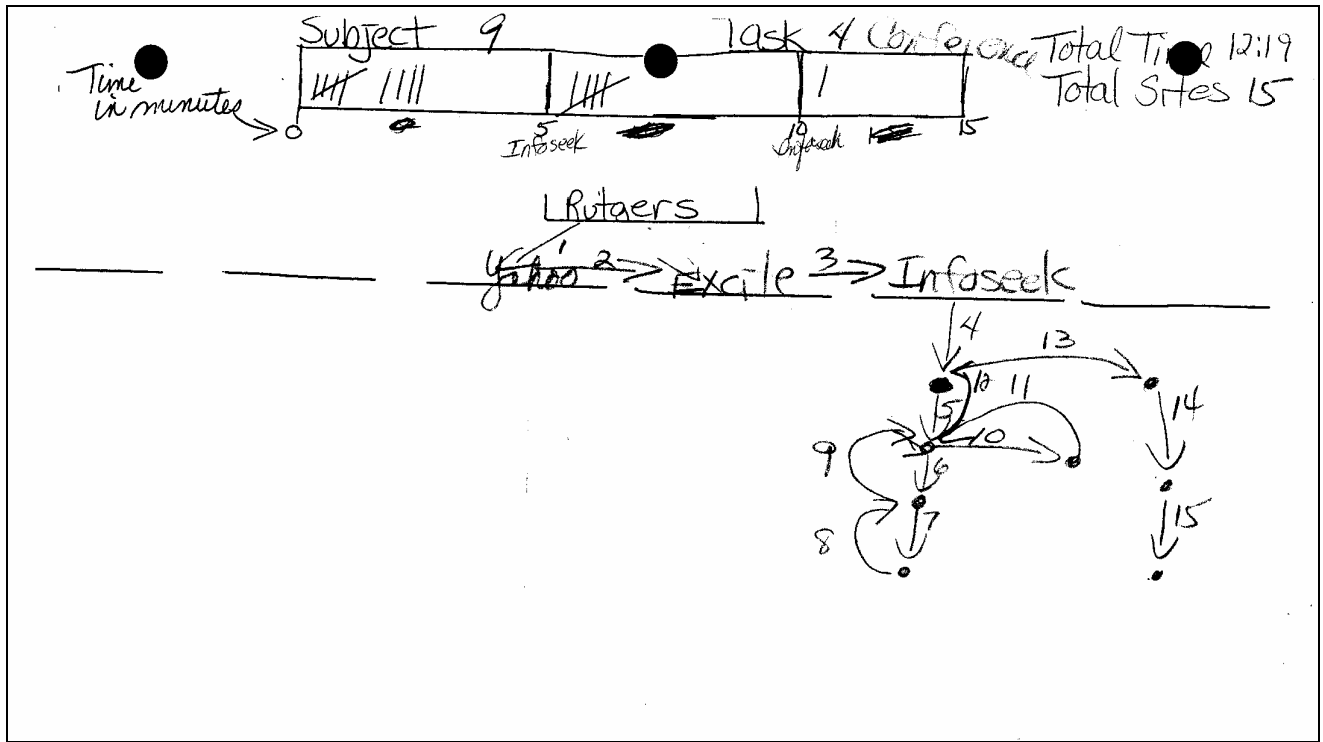 Subject 9 Task 4 Conference Total Time 12:19
Time in minutes
Total Sites 15
0 5 10 15
Infoseek Infoseek
Rutgers
Yahoo 1 2 Excite 3 Infoseek
4
13
12 11
5 14
10
9 6
7 15
8